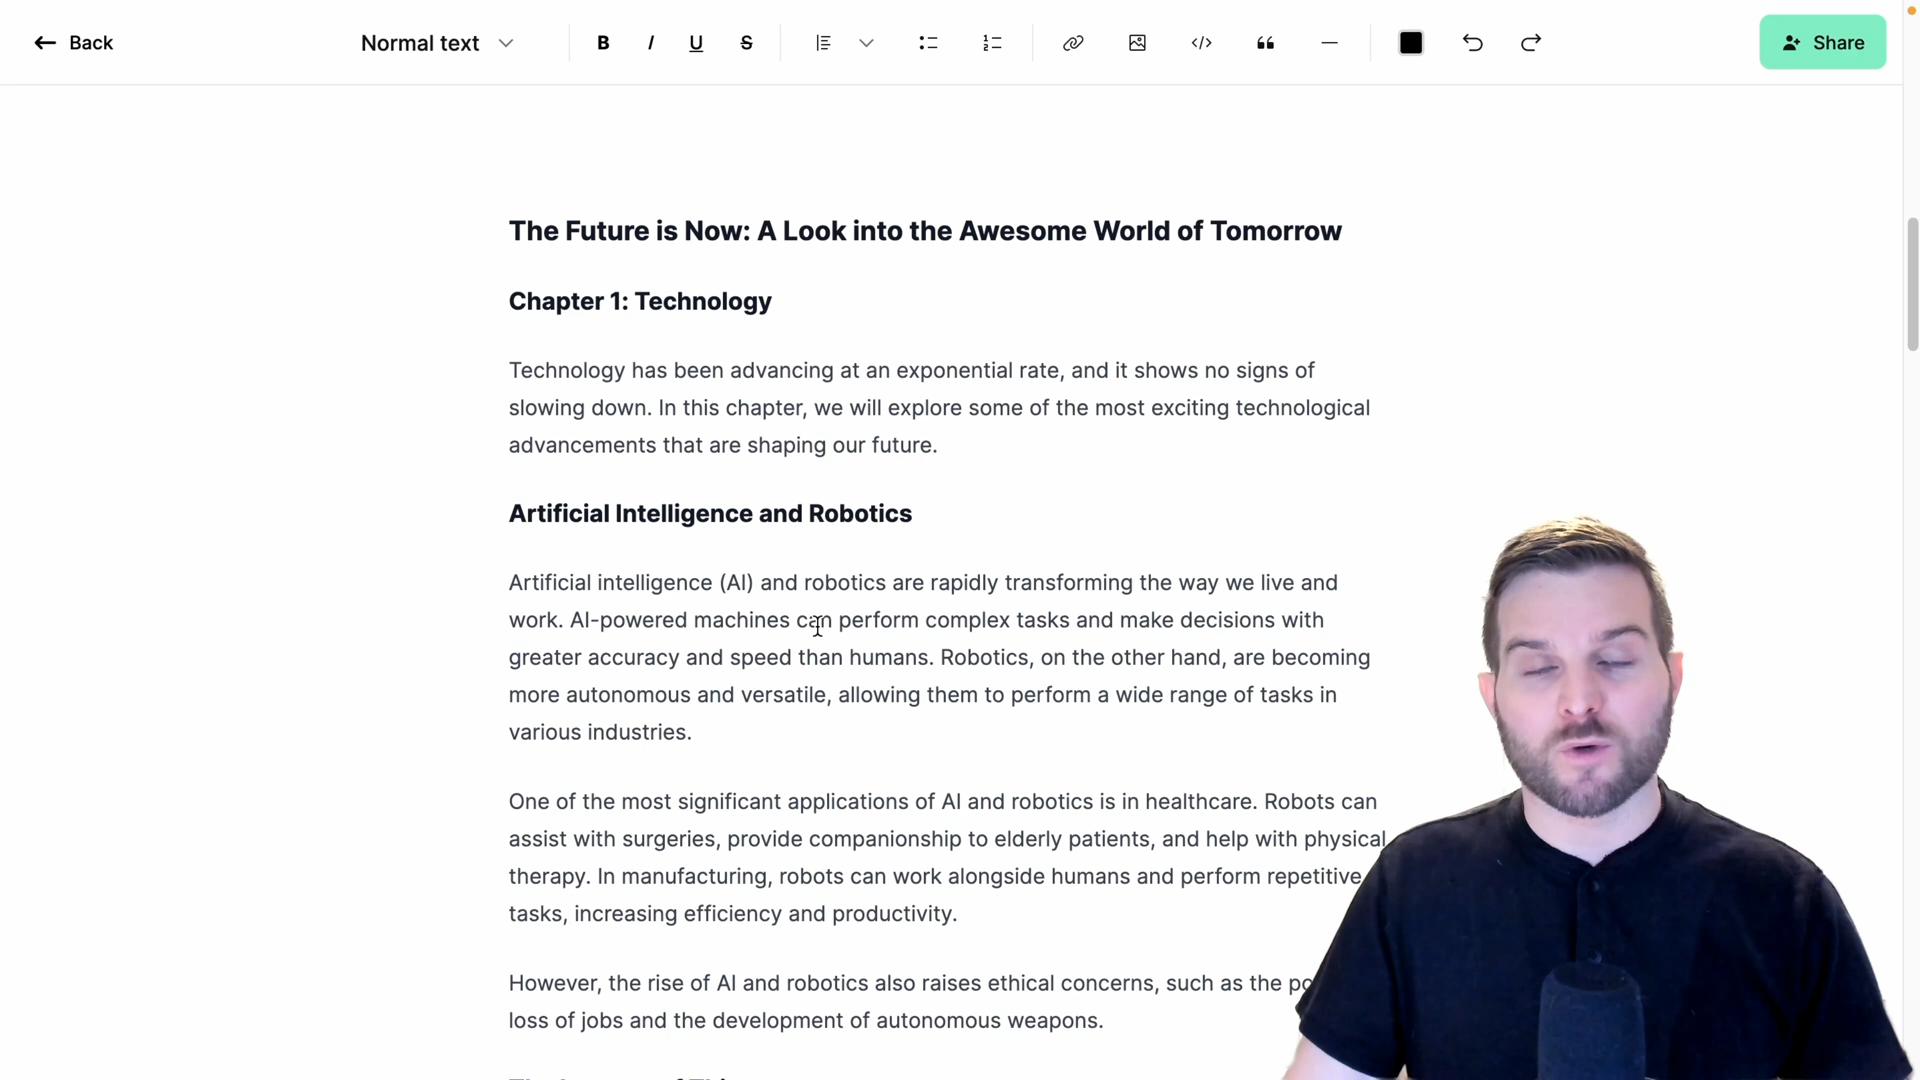 Back
Normal text
B I U S
Share
The Future is Now: A Look into the Awesome World of Tomorrow
Chapter 1: Technology
Technology has been advancing at an exponential rate, and it shows no signs of
slowing down. In this chapter, we will explore some of the most exciting technological
advancements that are shaping our future.
Artificial Intelligence and Robotics
Artificial intelligence (AI) and robotics are rapidly transforming the way we live and
work. AI-powered machines can perform complex tasks and make decisions with
greater accuracy and speed than humans. Robotics, on the other hand, are becoming
more autonomous and versatile, allowing them to perform a wide range of tasks in
various industries.
One of the most significant applications of AI and robotics is in healthcare. Robots can
assist with surgeries, provide companionship to elderly patients, and help with physical
therapy. In manufacturing, robots can work alongside humans and perform repetitive
tasks, increasing efficiency and productivity.
However, the rise of AI and robotics also raises ethical concerns, such as the
loss of jobs and the development of autonomous weapons.